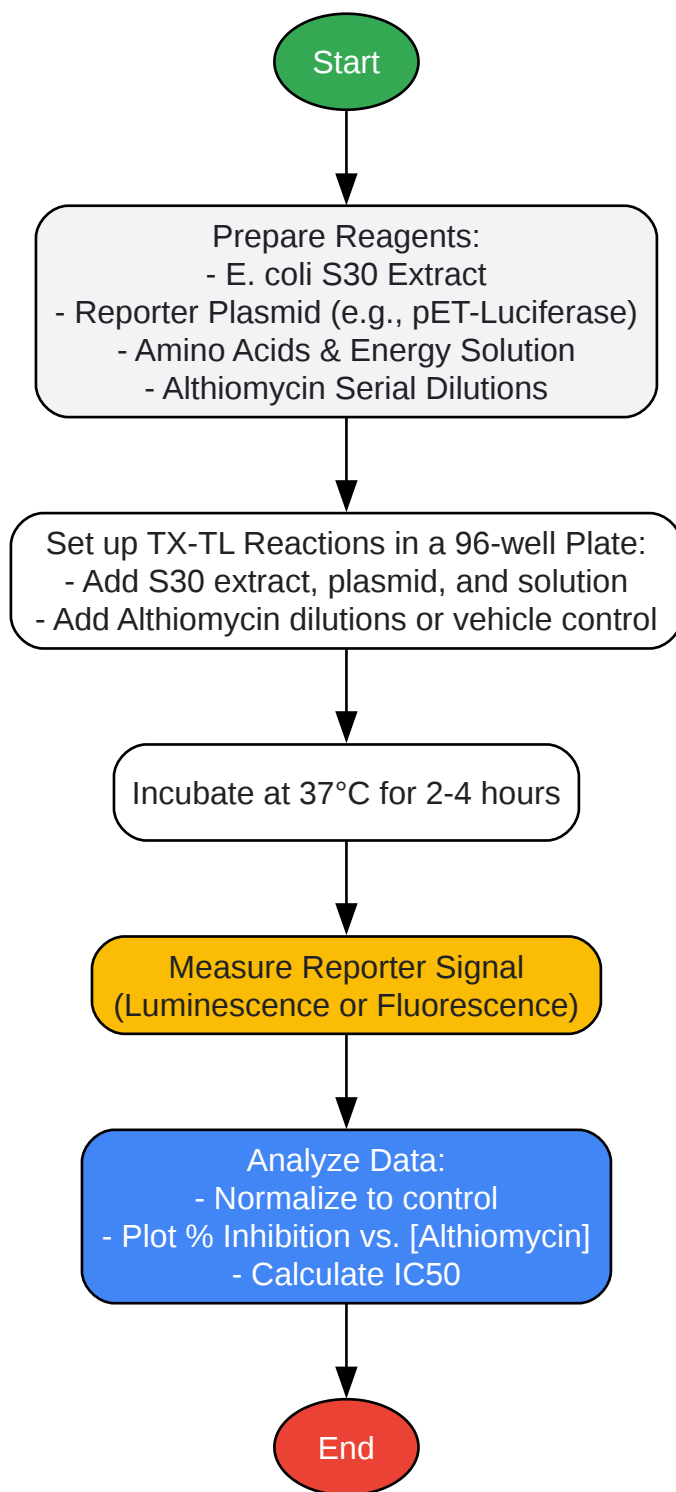 Start
Prepare Reagents:
- E. coli S30 Extract
- Reporter Plasmid (e.g., pET-Luciferase)
- Amino Acids & Energy Solution
- Althiomycin Serial Dilutions
Set up TX-TL Reactions in a 96-well Plate:
- Add S30 extract, plasmid, and solution
- Add Althiomycin dilutions or vehicle control
Incubate at 37°C for 2-4 hours
Measure Reporter Signal
(Luminescence or Fluorescence)
Analyze Data:
- Normalize to control
- Plot % Inhibition vs. [Althiomycin]
- Calculate IC50
End